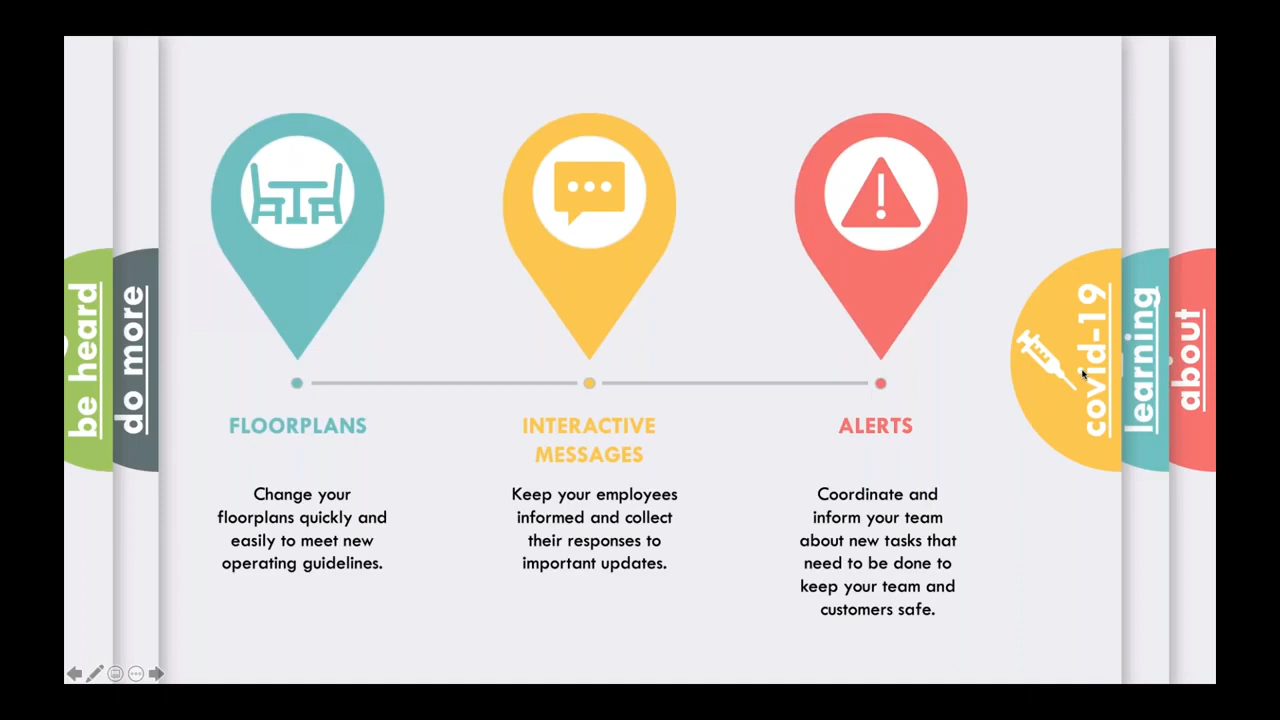 be heard
do more
FLOORPLANS
Change your
floorplans quickly and
easily to meet new
operating guidelines.
INTERACTIVE
MESSAGES
Keep your employees
informed and collect
their responses to
important updates.
ALERTS
Coordinate and
inform your team
about new tasks that
need to be done to
keep your team and
customers safe.
covid-19
learning
about